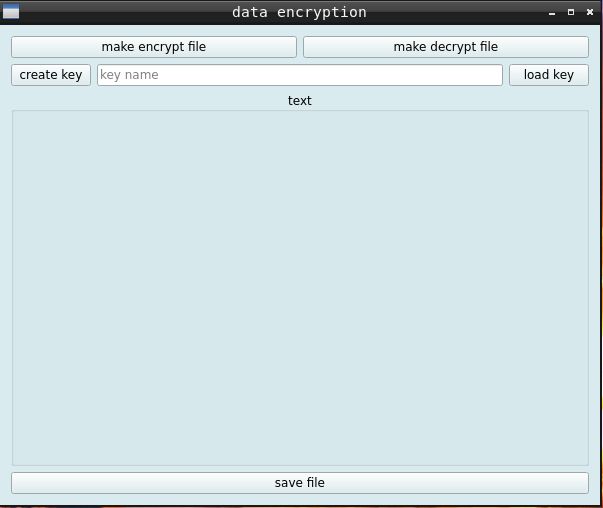 data encryption
make encrypt file make decrypt file
create key key name load key
text
save file